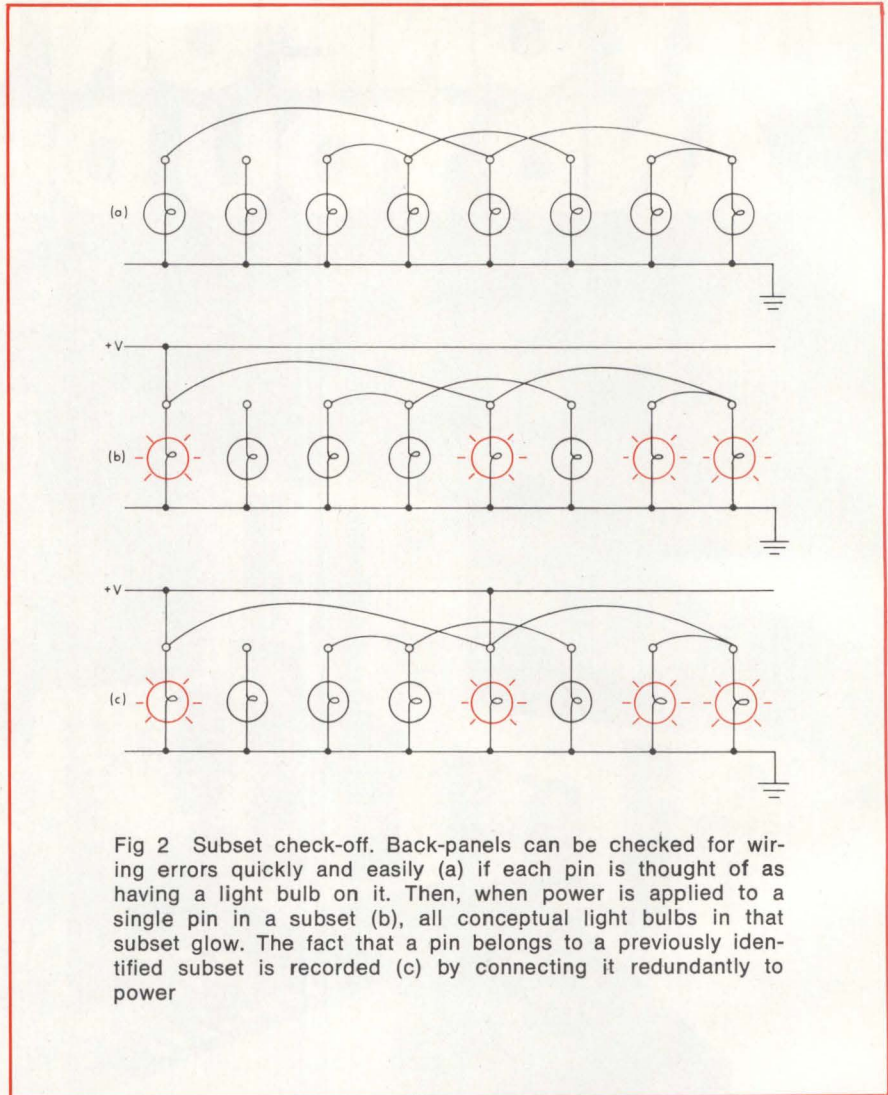 (a)
+V
(b)
+V
(c)
Fig 2 Subset check-off. Back-panels can be checked for wir-
ing errors quickly and easily (a) if each pin is thought of as
having a light bulb on it. Then, when power is applied to a
single pin in a subset (b), all conceptual light bulbs in that
subset glow. The fact that a pin belongs to a previously iden-
tified subset is recorded (c) by connecting it redundantly to
power